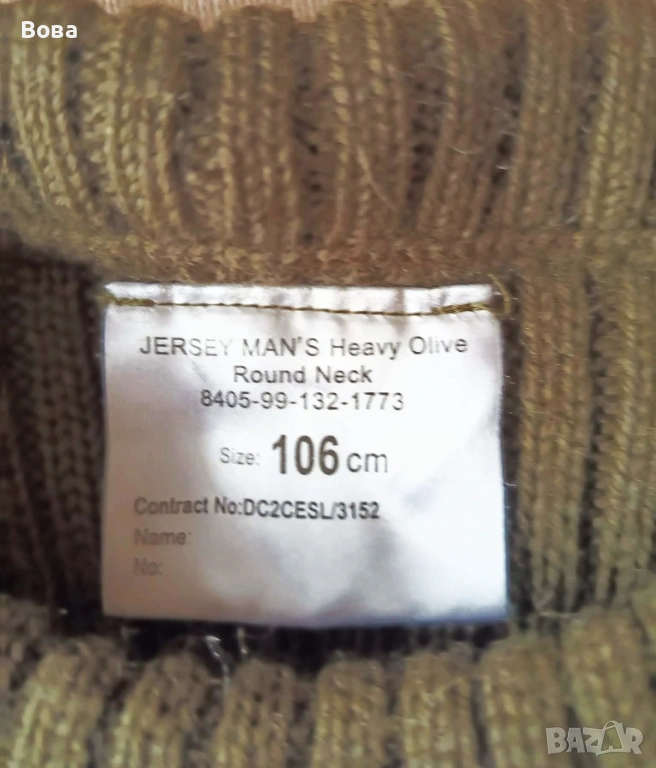 Вова
JERSEY MAN'S Heavy Olive
Round Neck
8405-99-132-1773
Size: 106 cm
Contract No:DC2CESL/3152
Name:
No:
BAZAR